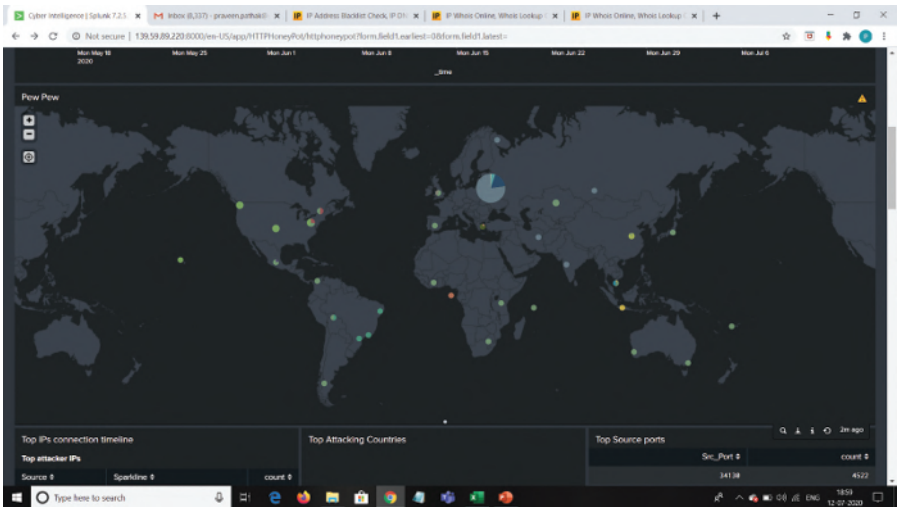 Cyber Intelligence | Splunk 7.2.5
Inbox (8,337) - praveen.pathak@
IP Address Blacklist Check, IP DN
IP Whois Online, Whois Lookup
IP Whois Online, Whois Lookup
Not secure | 139.59.89.220:8000/en-US/app/HTTPHoneyPot/httphoneypot?form.field1.earliest=0&form.field1.latest=
Mon May 18 Mon May 25 Mon Jun 1 Mon Jun 8 Mon Jun 15 Mon Jun 22 Mon Jun 29 Mon Jul 6
2020
_time
Pew Pew
2m ago
Top IPs connection timeline
Top Attacking Countries
Top Source ports
Top attacker IPs
Source Sparkline count
Src_Port count
34138 4522
Type here to search
ENG
18:59
12-07-2020